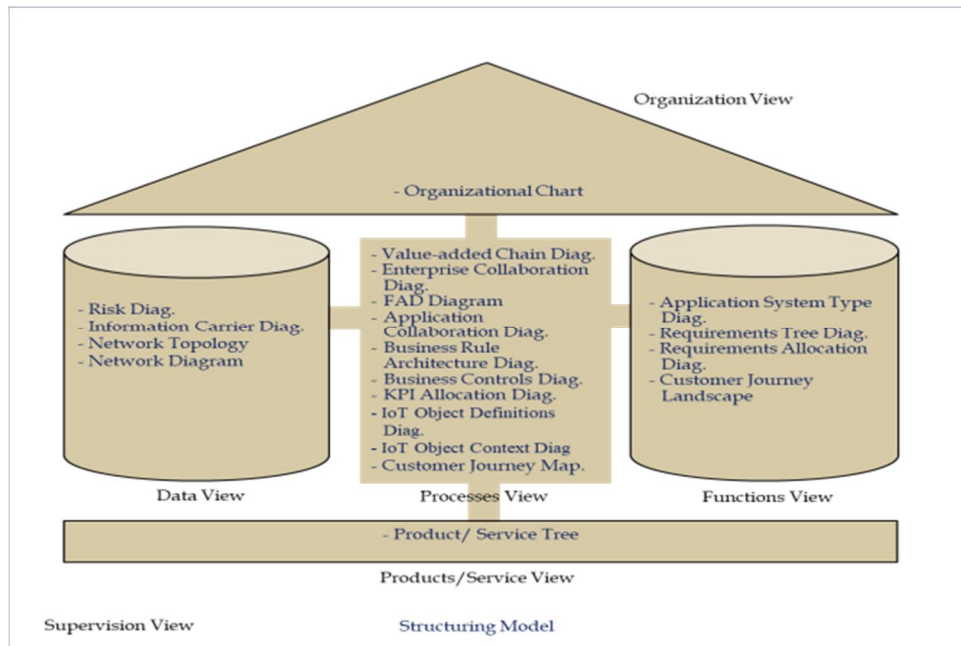 Organization View
- Organizational Chart
- Risk Diag.
- Information Carrier Diag.
- Network Topology
- Network Diagram
Data View
- Value-added Chain Diag.
- Enterprise Collaboration
Diag.
- FAD Diagram
- Application
Collaboration Diag.
- Business Rule
Architecture Diag.
- Business Controls Diag.
- KPI Allocation Diag.
- IoT Object Definitions
Diag.
- IoT Object Context Diag
- Customer Journey Map.
Processes View
- Application System Type
Diag.
- Requirements Tree Diag.
- Requirements Allocation
Diag.
- Customer Journey
Landscape
Functions View
- Product/ Service Tree
Products/Service View
Supervision View
Structuring Model